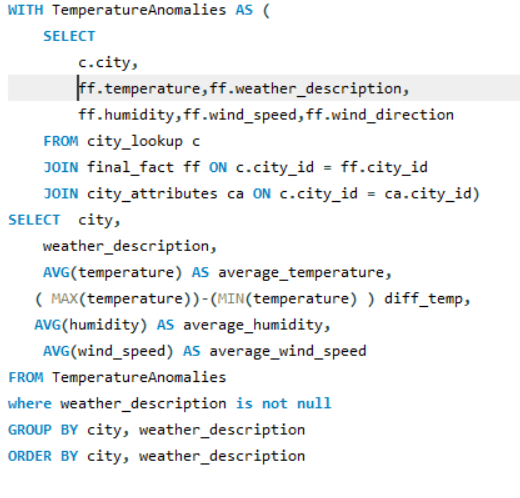 WITH TemperatureAnomalies AS (
SELECT
c.city,
ff.temperature,ff.weather_description,
ff.humidity,ff.wind_speed,ff.wind_direction
FROM city_lookup c
JOIN final_fact ff ON c.city_id = ff.city_id
JOIN city_attributes ca ON c.city_id = ca.city_id)
SELECT  city,
weather_description,
AVG(temperature) AS average_temperature,
( MAX(temperature))-(MIN(temperature) ) diff_temp,
AVG(humidity) AS average_humidity,
AVG(wind_speed) AS average_wind_speed
FROM TemperatureAnomalies
where weather_description is not null
GROUP BY city, weather_description
ORDER BY city, weather_description